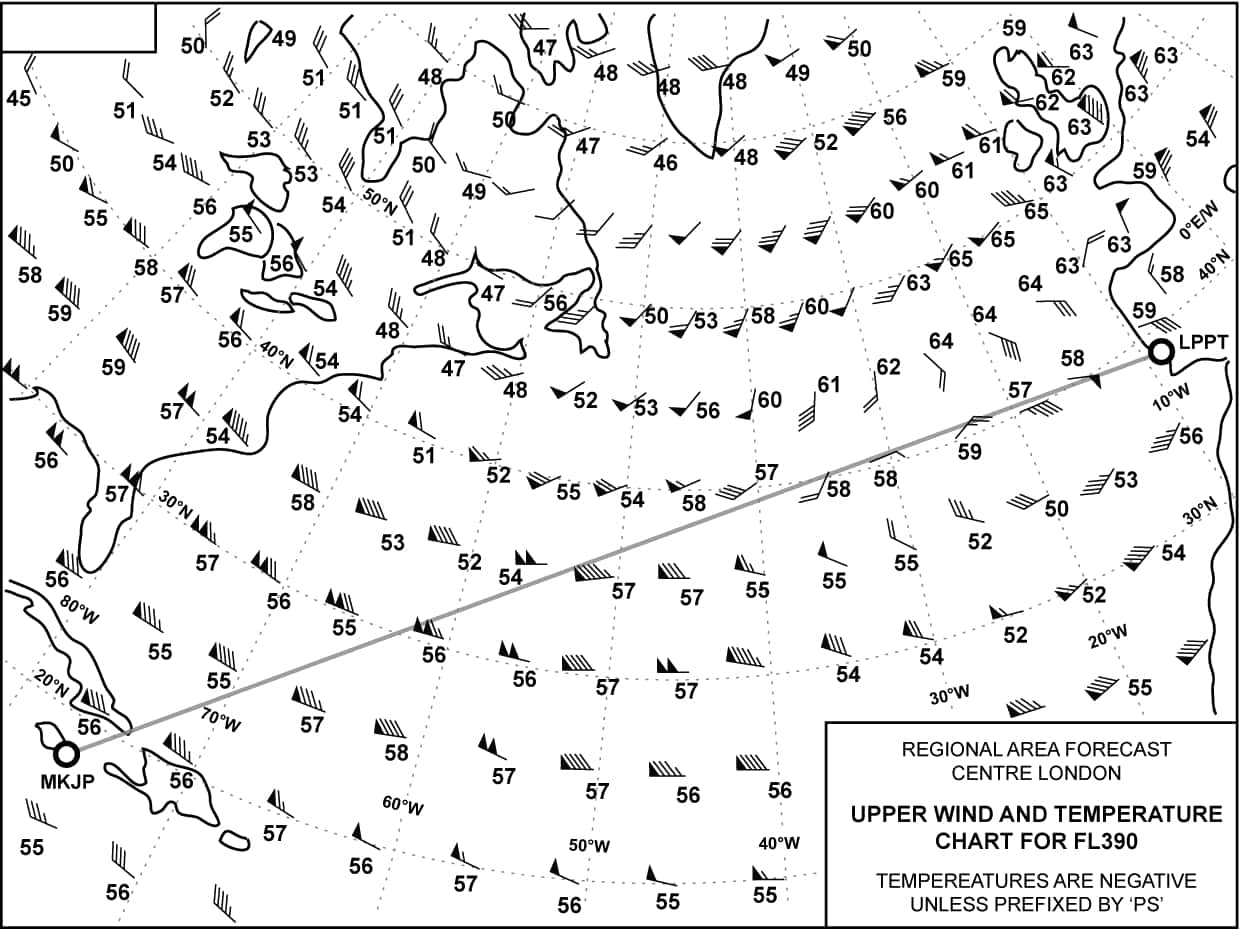 50 49 47 50 59
51 48 48 48 48 49 59 63 63
45 52 51 51 50 56 62 62 63
51 53 51 47 48 52 61 63 54
50 54 53 50 49 46 60 61 63 59
55 56 55 54 50°N 51 48 60 65 63 0°E/W
58 58 56 54 65 63 58 40°N
59 57 47 56 63 64 59
56 48 50 53 58 60 64 64 LPPT
59 40°N 54 47 48 62 58
57 54 54 52 53 56 60 61 57 10°W
56 51 59 56
57 30°N 58 52 55 54 58 57 58 58 53
53 50 30°N
57 52 52 54
56 56 54 57 57 55 55 55 52
80°W 55 55 56 52 20°W
20°N 55 56 57 57 54 54 30°W 55
56 70°W 57
MKJP 56 58 57 57 56 56
60°W
55 57 50°W 40°W
56 56 57 56 55 55
REGIONAL AREA FORECAST
CENTRE LONDON
UPPER WIND AND TEMPERATURE
CHART FOR FL390
TEMPEREATURES ARE NEGATIVE
UNLESS PREFIXED BY ‘PS’